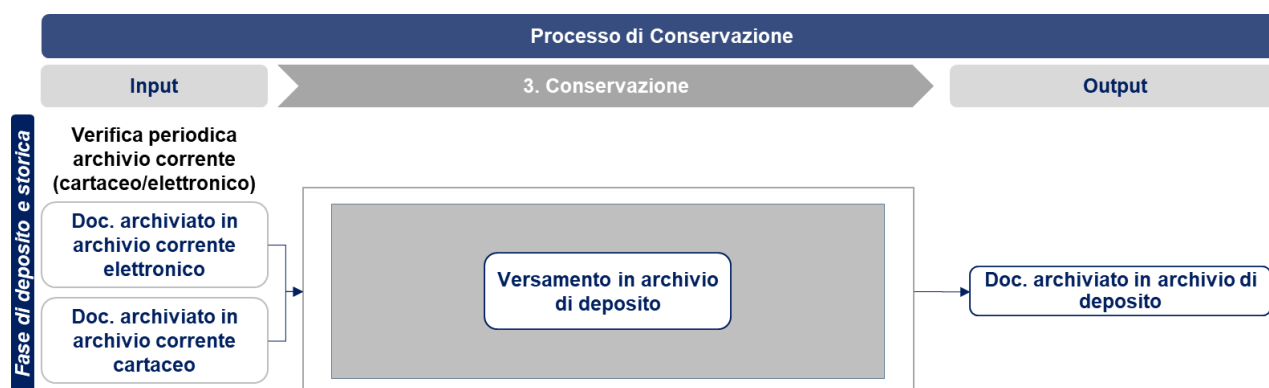 Processo di Conservazione
Input
3. Conservazione
Output
Fase di deposito e storica
Verifica periodica
archivio corrente
(cartaceo/elettronico)
Doc. archiviato in
archivio corrente
elettronico
Doc. archiviato in
archivio corrente
cartaceo
Versamento in archivio
di deposito
Doc. archiviato in archivio di
deposito